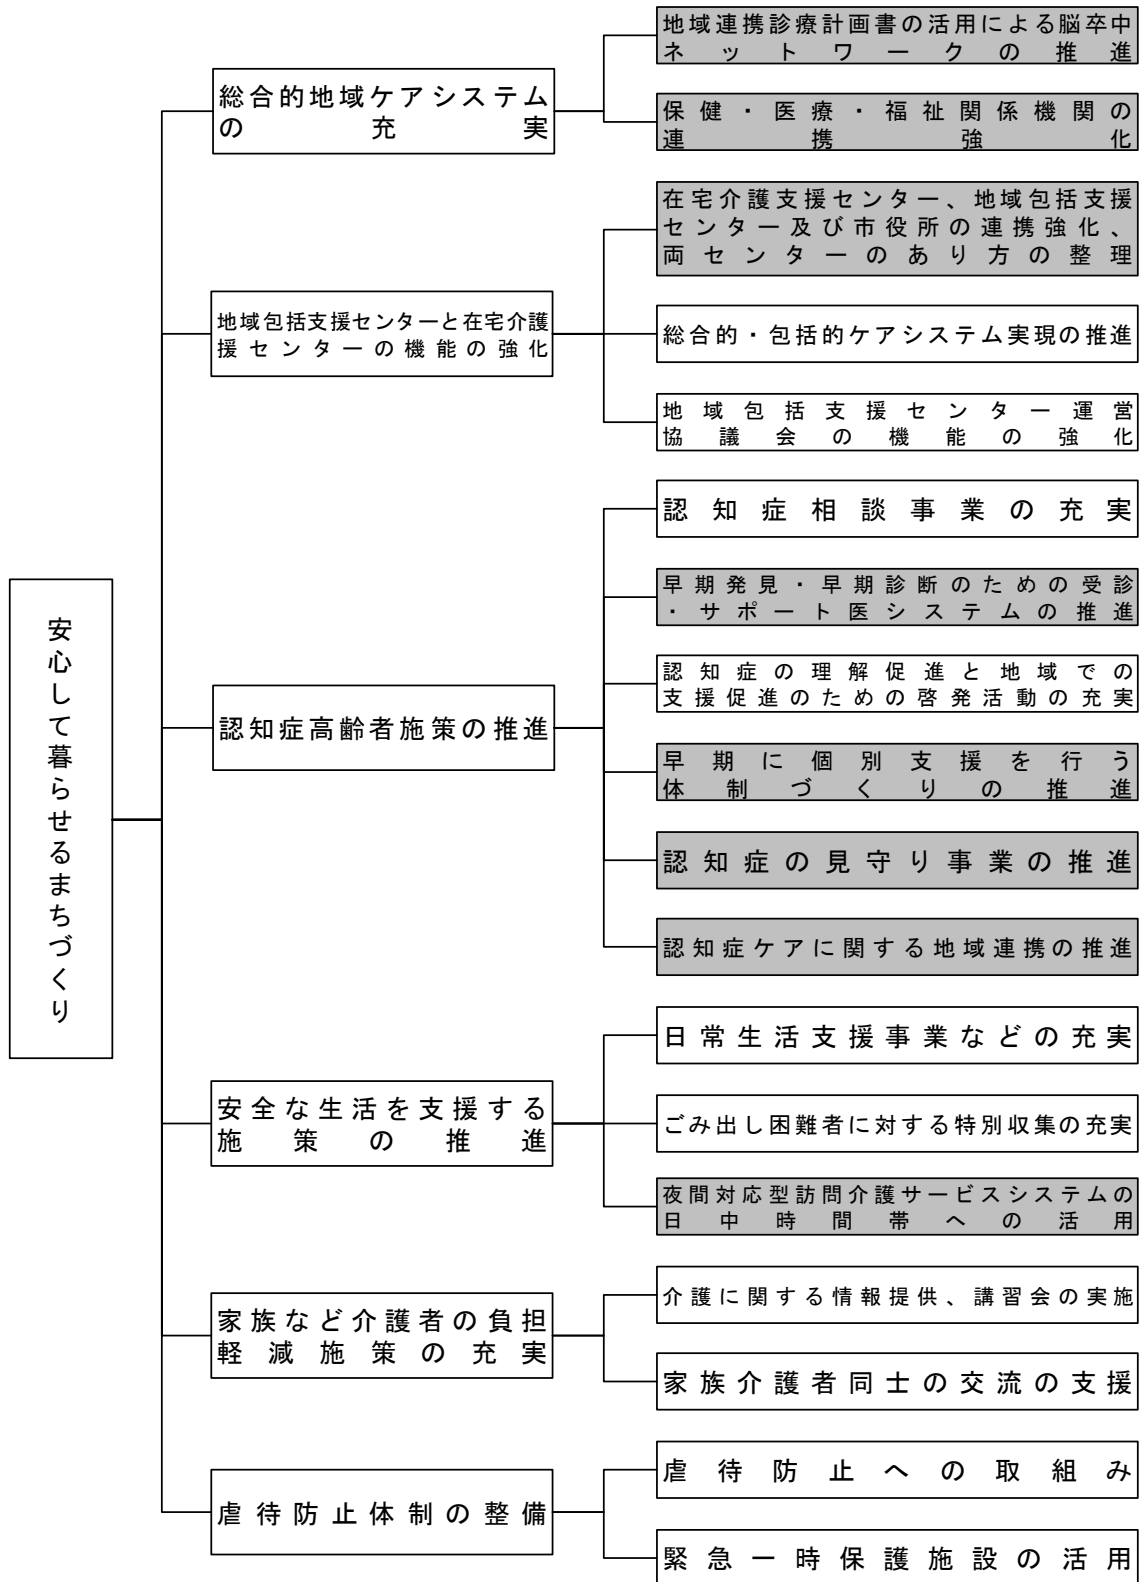 安心して暮らせるまちづくり
総合的地域ケアシステム
の充実
地域連携診療計画書の活用による脳卒中
ネットワークの推進
保健・医療・福祉関係機関の
連携強化
地域包括支援センターと在宅介護
援センターの機能の強化
在宅介護支援センター、地域包括支援
センター及び市役所の連携強化、
両センターのあり方の整理
総合的・包括的ケアシステム実現の推進
地域包括支援センター運営
協議会の機能の強化
認知症高齢者施策の推進
認知症相談事業の充実
早期発見・早期診断のための受診
・サポート医システムの推進
認知症の理解促進と地域での
支援促進のための啓発活動の充実
早期に個別支援を行う
体制づくりの推進
認知症の見守り事業の推進
認知症ケアに関する地域連携の推進
安全な生活を支援する
施策の推進
日常生活支援事業などの充実
ごみ出し困難者に対する特別収集の充実
夜間対応型訪問介護サービスシステムの
日中時間帯への活用
家族など介護者の負担
軽減施策の充実
介護に関する情報提供、講習会の実施
家族介護者同士の交流の支援
虐待防止体制の整備
虐待防止への取組み
緊急一時保護施設の活用